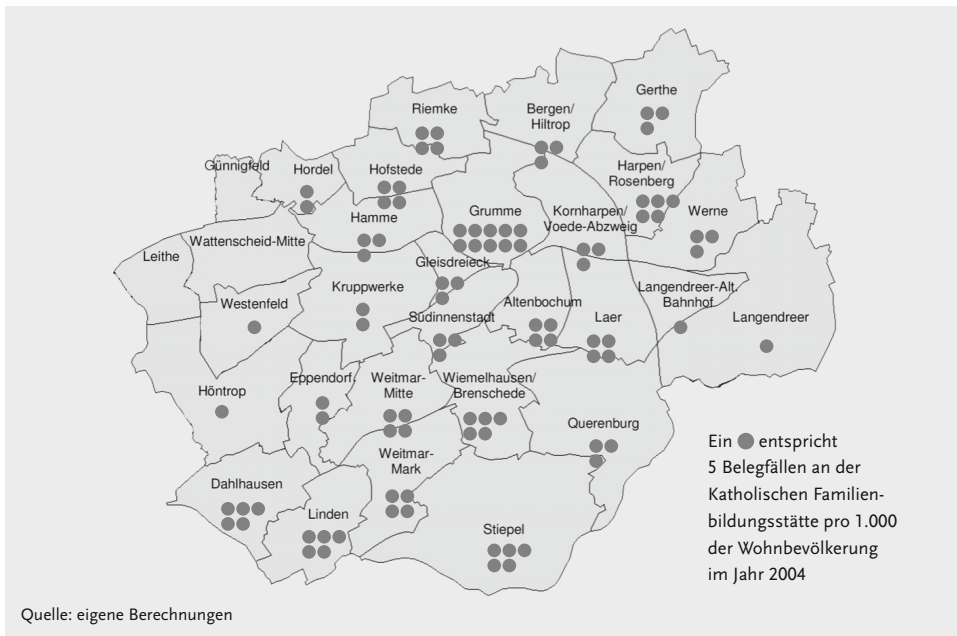 Gerthe
Riemke
Bergen/
Hiltrop
Günnigfeld
Hordel
Hofstede
Harpen/
Rosenberg
Hamme
Grumme
Kornharpen/
Voede-Abzweig
Werne
Wattenscheid-Mitte
Leithe
Gleisdreieck
Kruppwerke
Westenfeld
Südinnenstadt
Altenbochum
Laer
Langendreer-Alt.
Bahnhof
Langendreer
Höntrop
Eppendorf
Weitmar-
Mitte
Wiemelhausen/
Brenschede
Querenburg
Weitmar-
Mark
Dahlhausen
Linden
Stiepel
Ein entspricht
5 Belegfällen an der
Katholischen Familien-
bildungsstätte pro 1.000
der Wohnbevölkerung
im Jahr 2004
Quelle: eigene Berechnungen